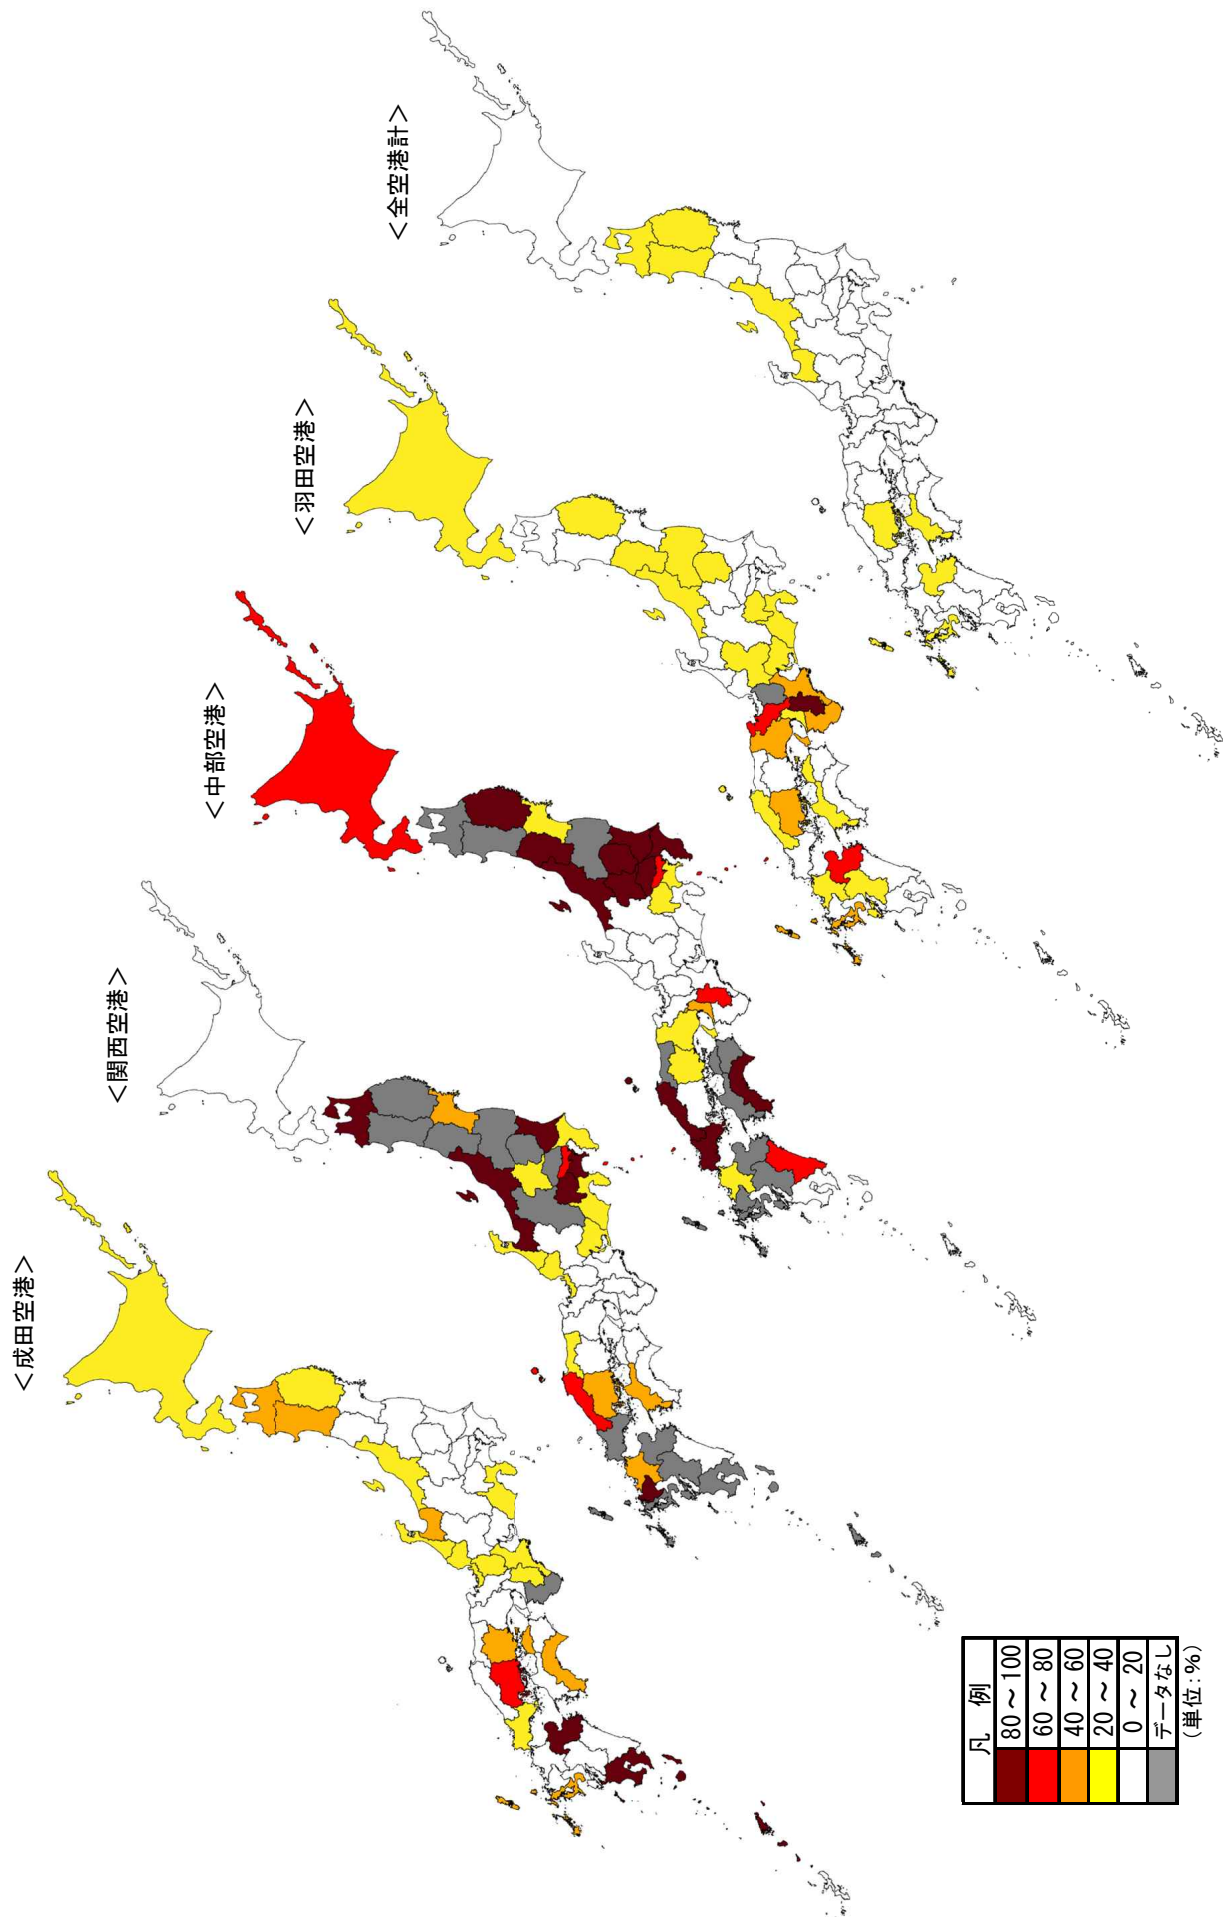 ＜成田空港＞
＜関西空港＞
＜中部空港＞
＜羽田空港＞
＜全空港計＞
凡 例
80 ～ 100
60 ～ 80
40 ～ 60
20 ～ 40
0 ～ 20
データなし
(単位：%)